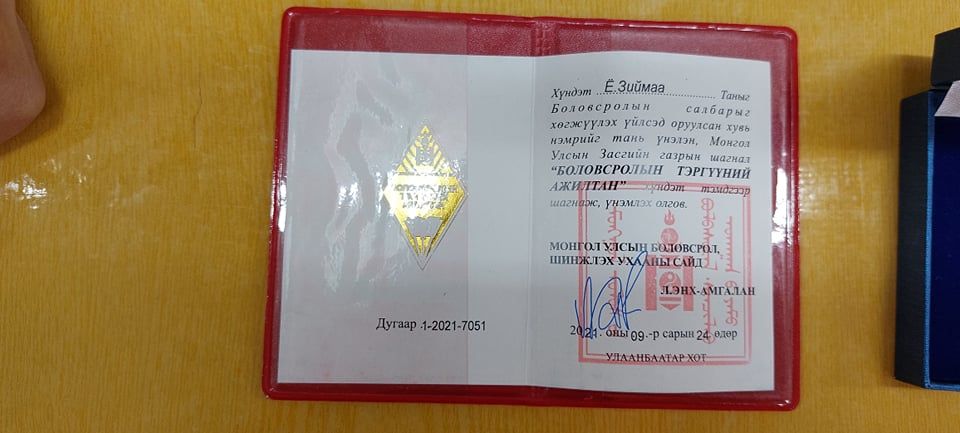 Дугаар 1-2021-7051
Хүндэт Ё.Зиймаа Таныг
Боловсролын салбарыг
хөгжүүлэх үйлсэд оруулсан хувь
нэмрийг тань үнэлэн, Монгол
Улсын Засгийн газрын шагнал
“БОЛОВСРОЛЫН ТЭРГҮҮНИЙ
АЖИЛТАН” хүндэт тэмдгээр
шагнаж, үнэмлэх олгов.
МОНГОЛ УЛСЫН БОЛОВСРОЛ,
ШИНЖЛЭХ УХААНЫ САЙД
Л.ЭНХ-АМГАЛАН
2021. оны 09.-р сарын 24. өдөр
УЛААНБААТАР ХОТ